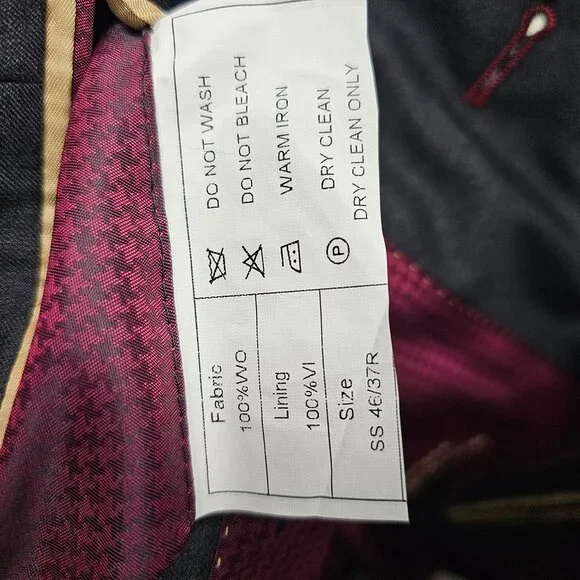 DO NOT WASH
DO NOT BLEACH
WARM IRON
DRY CLEAN
DRY CLEAN ONLY
P
Fabric
100%WO
Lining
100%VI
Size
SS 46/37R